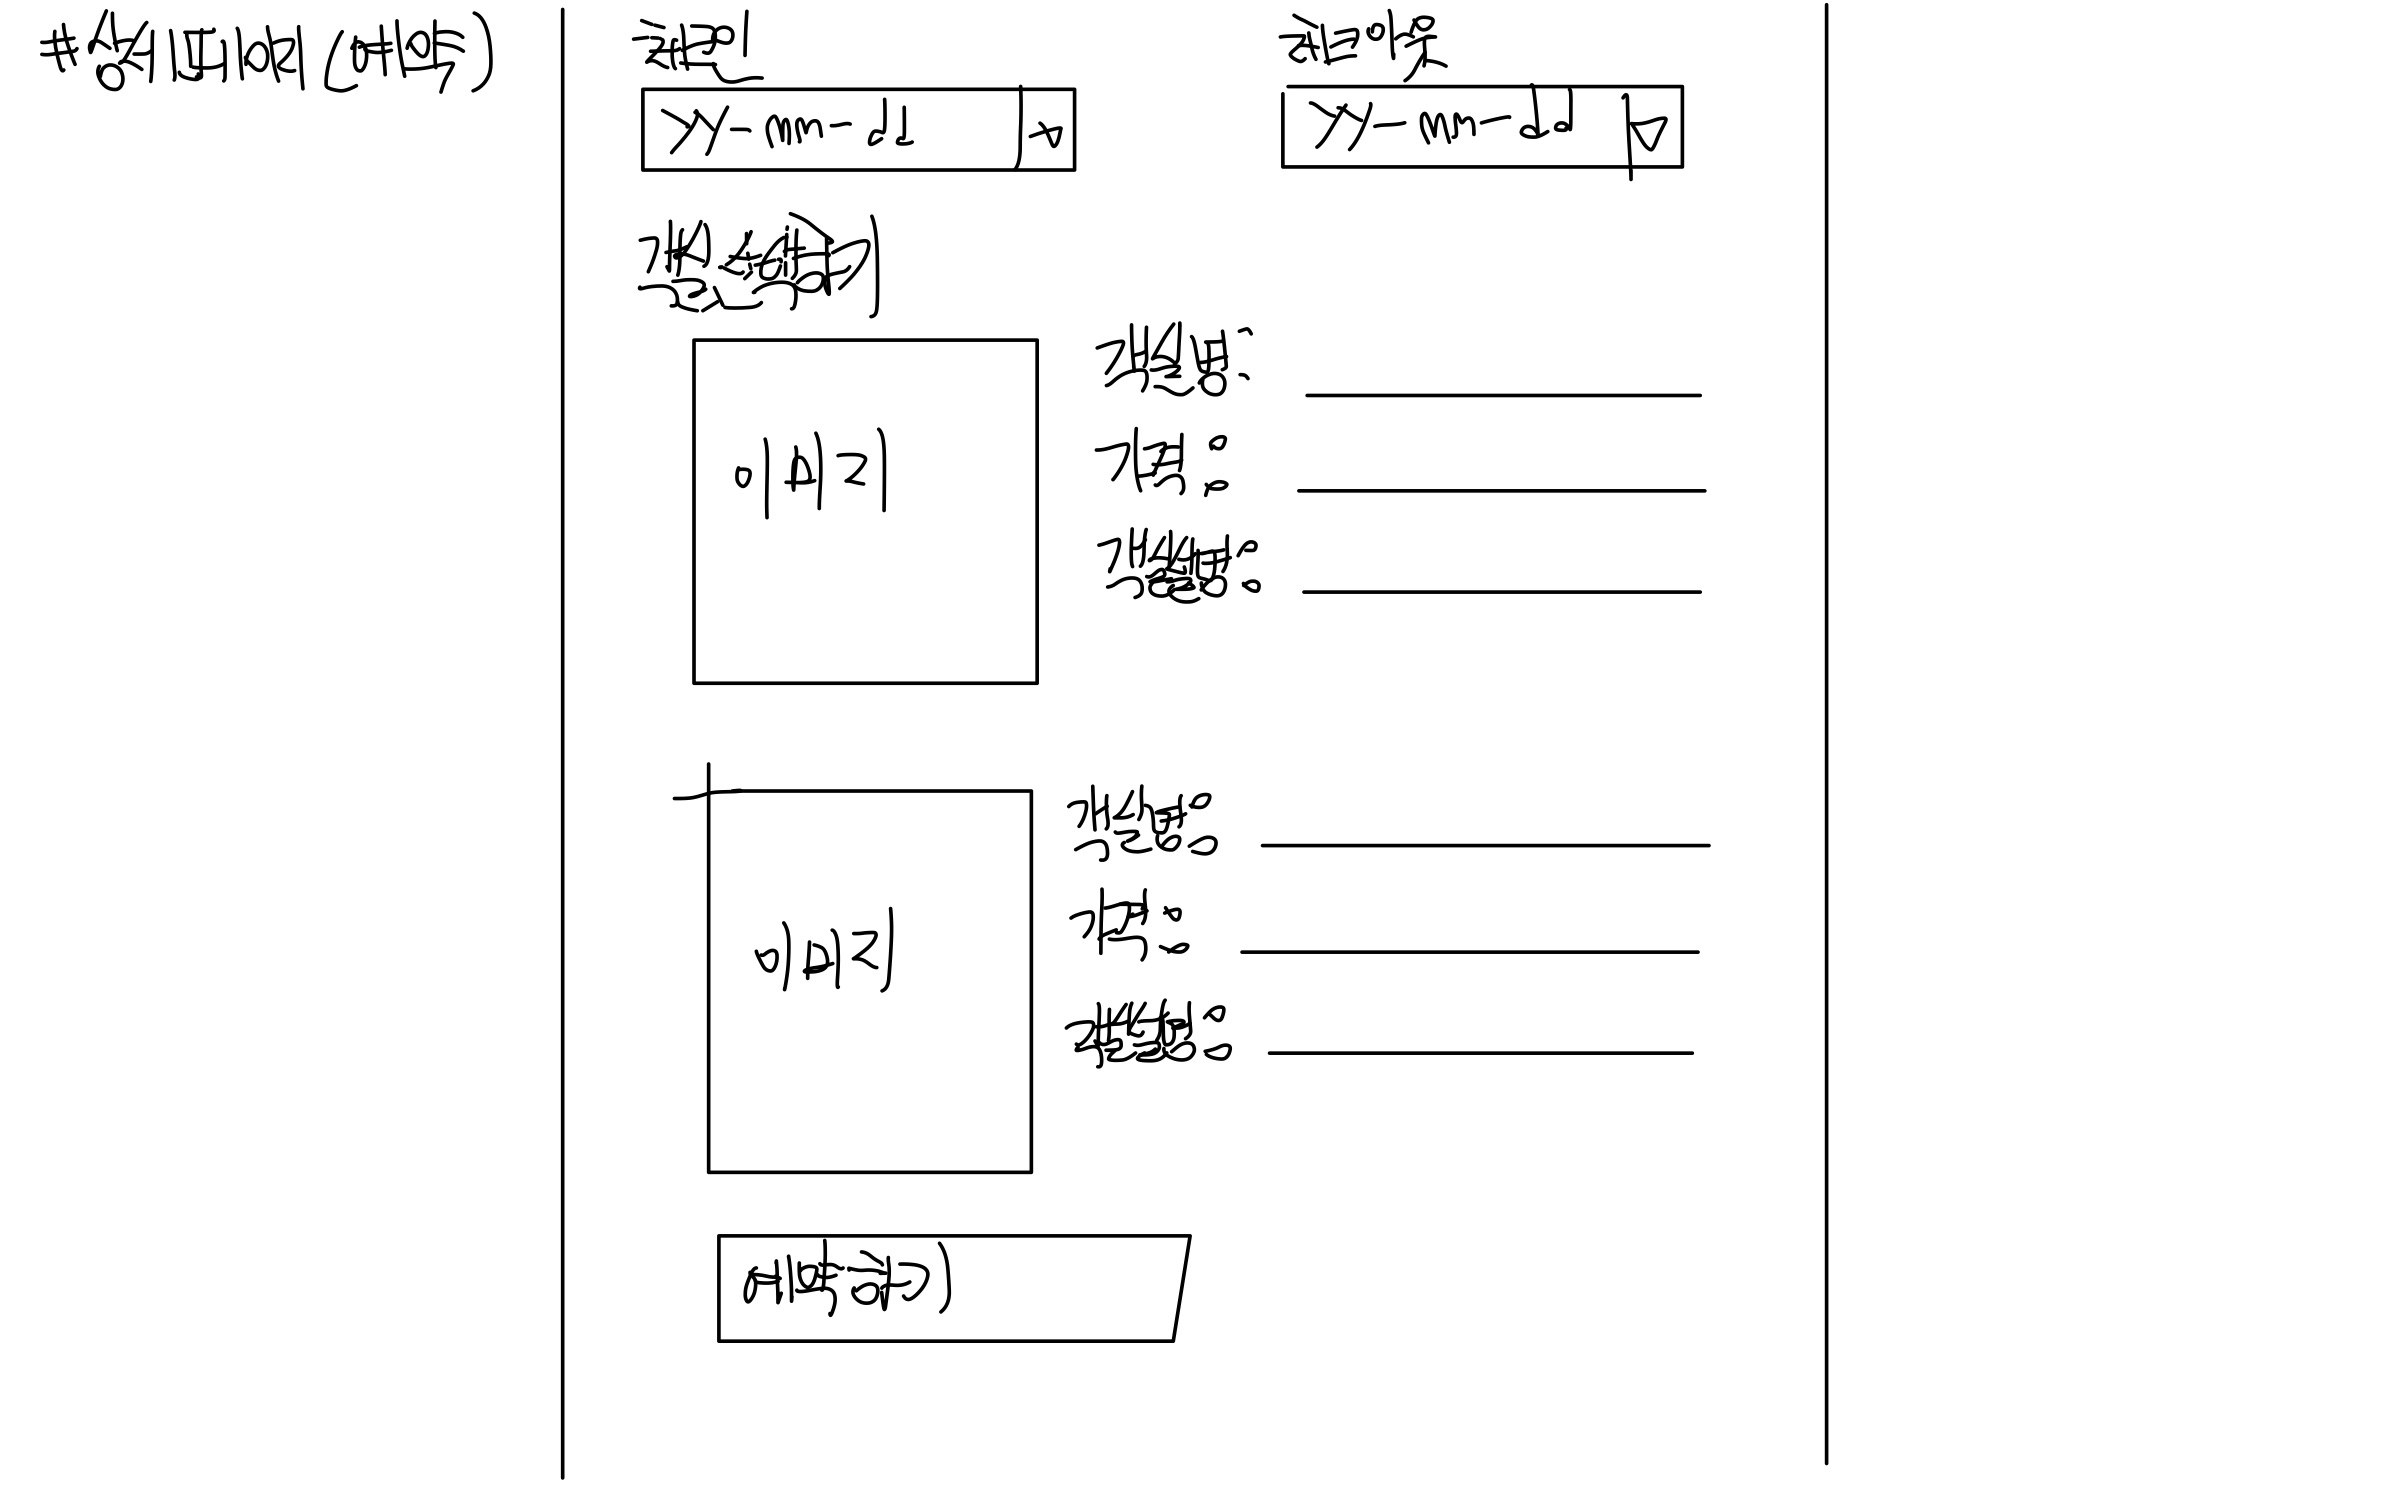 #상세페이지 (예약)
체크인
체크아웃
yy-mm-dd
yy-mm-dd
객실 선택하기
이미지
객실명:
가격:
객실설명:
이미지
객실명:
가격:
객실설명:
예약하기